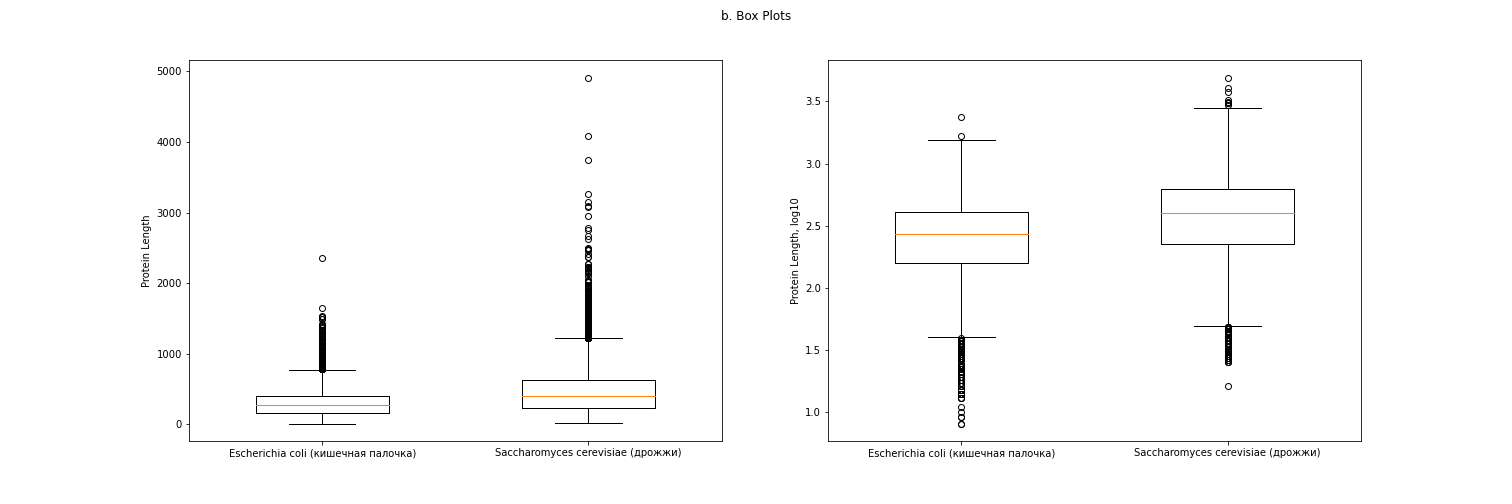 b. Box Plots
Protein Length
5000
4000
3000
2000
1000
0
Escherichia coli (кишечная палочка)
Saccharomyces cerevisiae (дрожжи)
Protein Length, log10
3.5
3.0
2.5
2.0
1.5
1.0
Escherichia coli (кишечная палочка)
Saccharomyces cerevisiae (дрожжи)